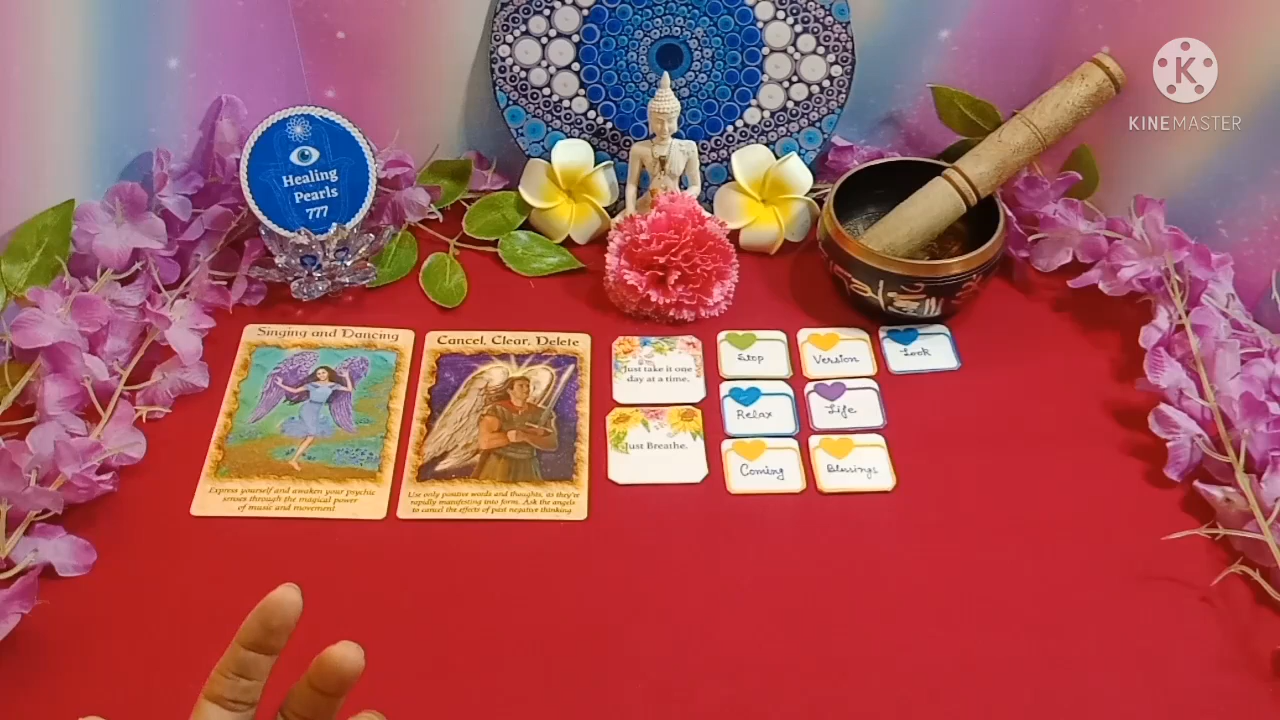 KINEMASTER
Healing
Pearls
777
Singing and Dancing
Express yourself and awaken your psychic
senses through the magical power
of music and movement
Cancel, Clear, Delete
Use only positive words and thoughts, as they're
rapidly manifesting into form. Ask the angels
to cancel the effects of past negative thinking.
Just take it one
day at a time.
Just Breathe.
Stop
Version
Look
Relax
Life
Coming
Blessings